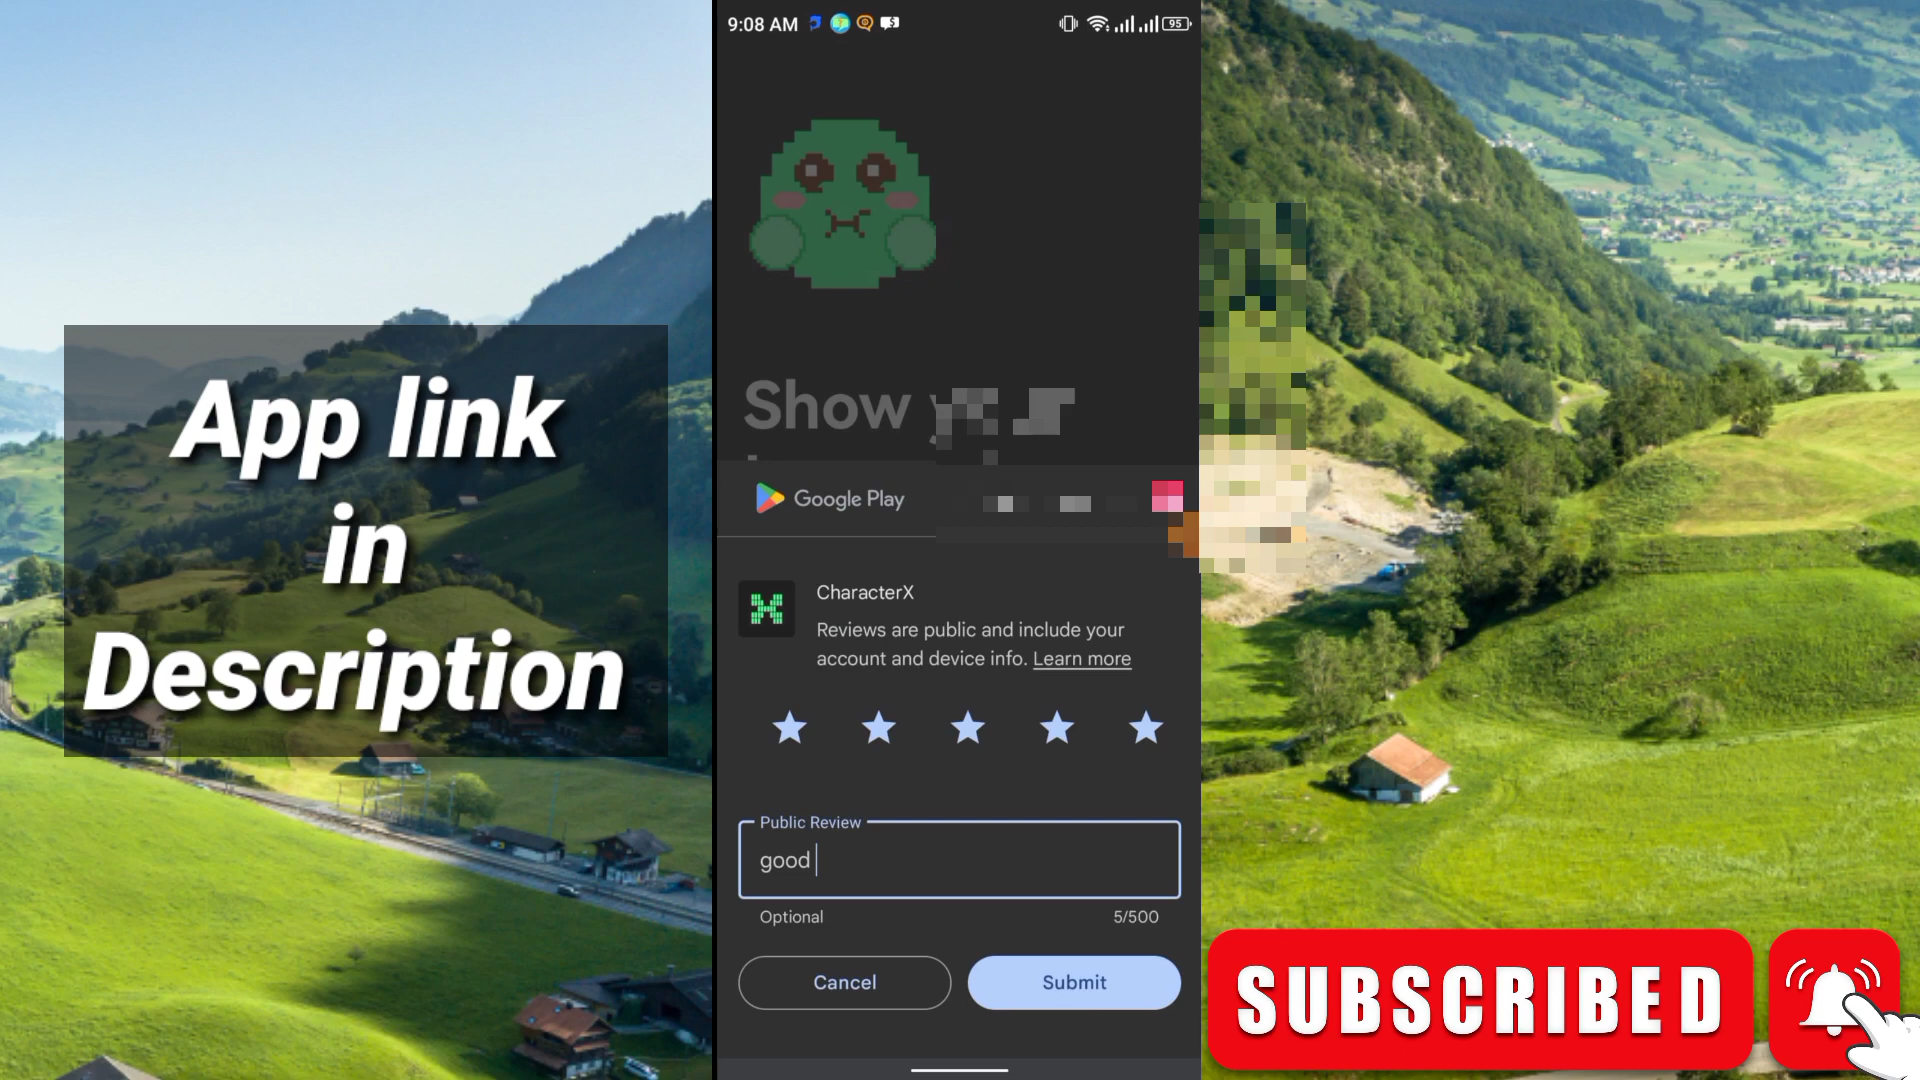 App link
in
Description
9:08 AM
95
Show
Google Play
CharacterX
Reviews are public and include your
account and device info. Learn more
Public Review
good
Optional
5/500
Cancel
Submit
SUBSCRIBED